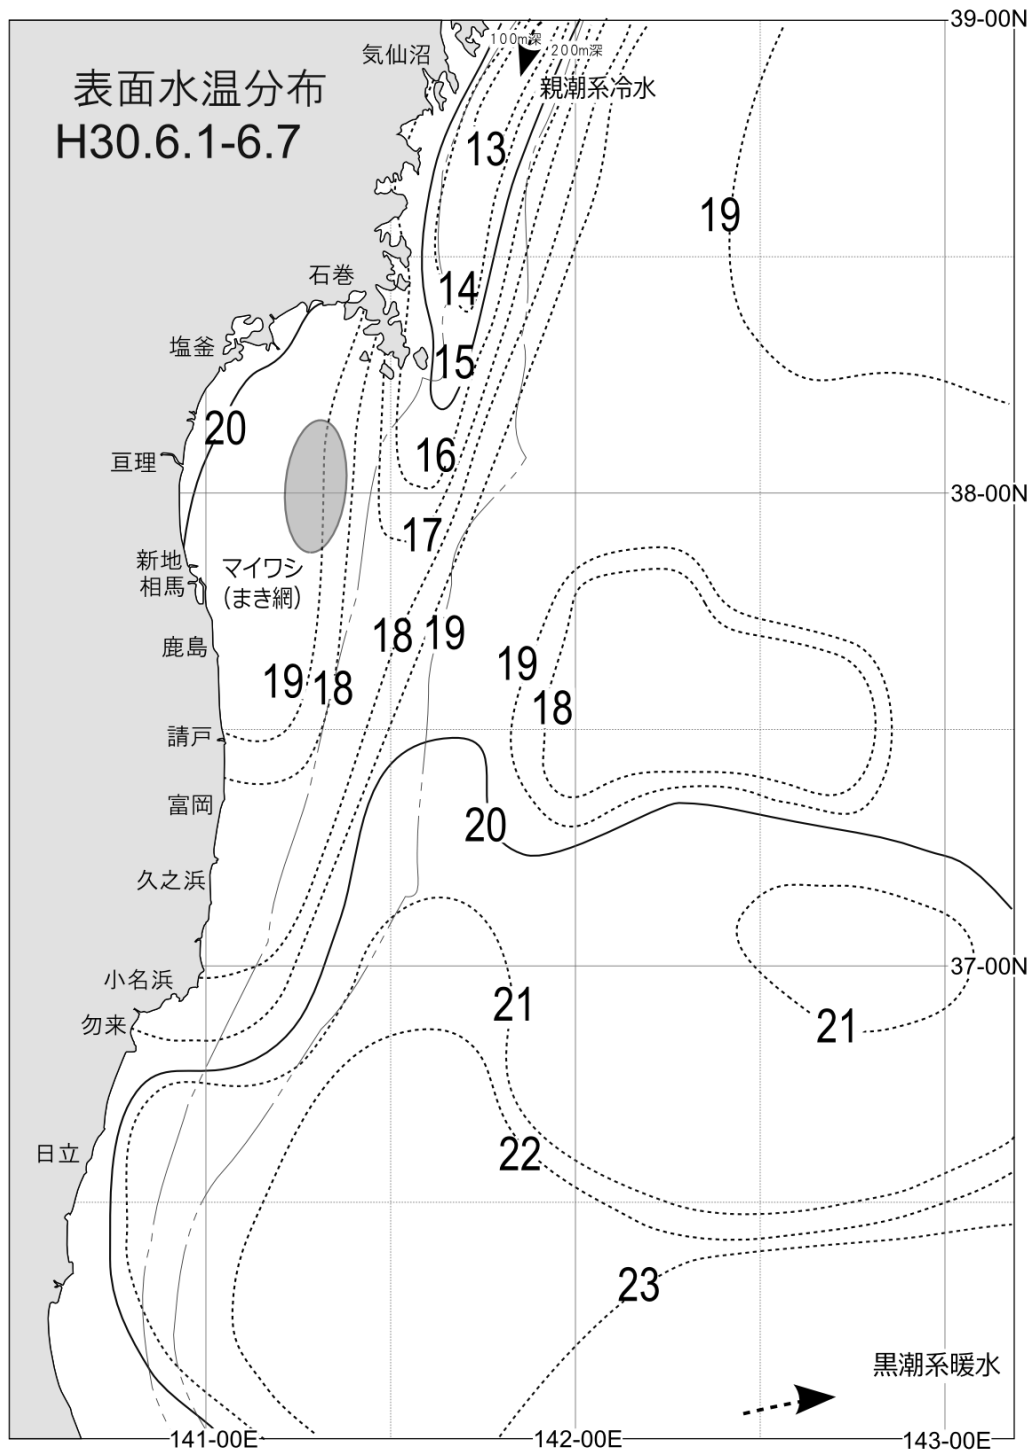 39-00N
100m深
200m深
気仙沼
親潮系冷水
表面水温分布
H30.6.1-6.7
13
19
石巻
14
塩釜
15
20
16
亘理
38-00N
17
新地
マイワシ
相馬
(まき網)
18
19
鹿島
19
19
18
18
請戸
富岡
20
久之浜
37-00N
小名浜
21
勿来
21
日立
22
23
黒潮系暖水
141-00E
142-00E
143-00E